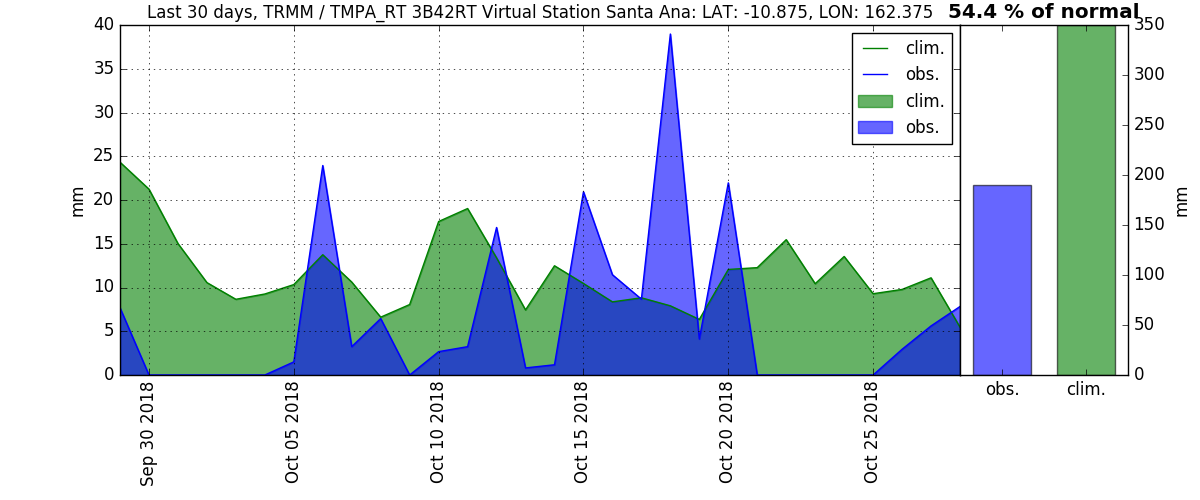 Last 30 days, TRMM / TMPA_RT 3B42RT Virtual Station Santa Ana: LAT: -10.875, LON: 162.375
54.4 % of normal
40
35
30
25
20
15
10
5
0
mm
clim.
obs.
clim.
obs.
350
300
250
200
150
100
50
0
mm
obs.
clim.
Sep 30 2018
Oct 05 2018
Oct 10 2018
Oct 15 2018
Oct 20 2018
Oct 25 2018